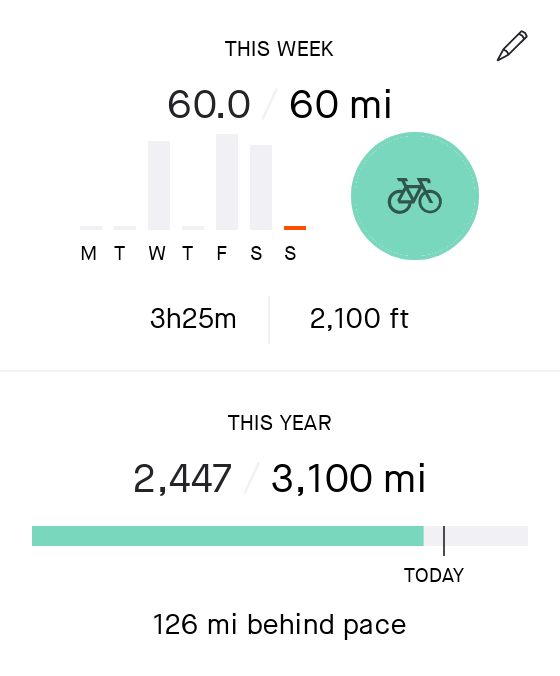 THIS WEEK
60.0 / 60 mi
M T W T F S S
3h25m 2,100 ft
THIS YEAR
2,447 / 3,100 mi
TODAY
126 mi behind pace